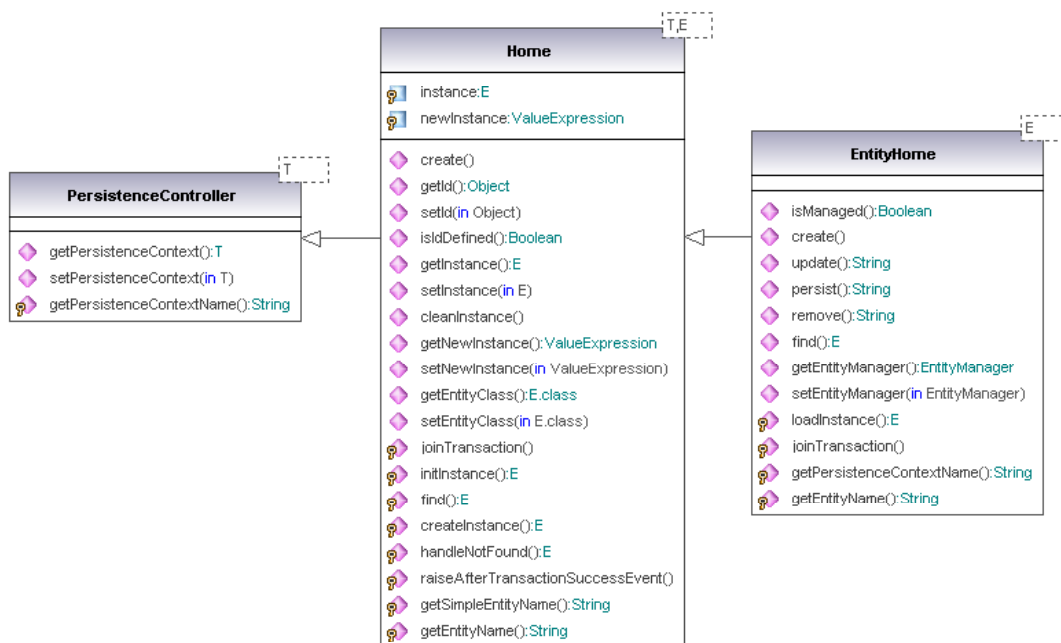 T
PersistenceController
getPersistenceContext():T
setPersistenceContext(in T)
getPersistenceContextName():String
T,E
Home
instance:E
newInstance:ValueExpression
create()
getId():Object
setId(in Object)
isIdDefined():Boolean
getInstance():E
setInstance(in E)
cleanInstance()
getNewInstance():ValueExpression
setNewInstance(in ValueExpression)
getEntityClass():E.class
setEntityClass(in E.class)
joinTransaction()
initInstance():E
find():E
createInstance():E
handleNotFound():E
raiseAfterTransactionSuccessEvent()
getSimpleEntityName():String
getEntityName():String
E
EntityHome
isManaged():Boolean
create()
update():String
persist():String
remove():String
find():E
getEntityManager():EntityManager
setEntityManager(in EntityManager)
loadInstance():E
joinTransaction()
getPersistenceContextName():String
getEntityName():String